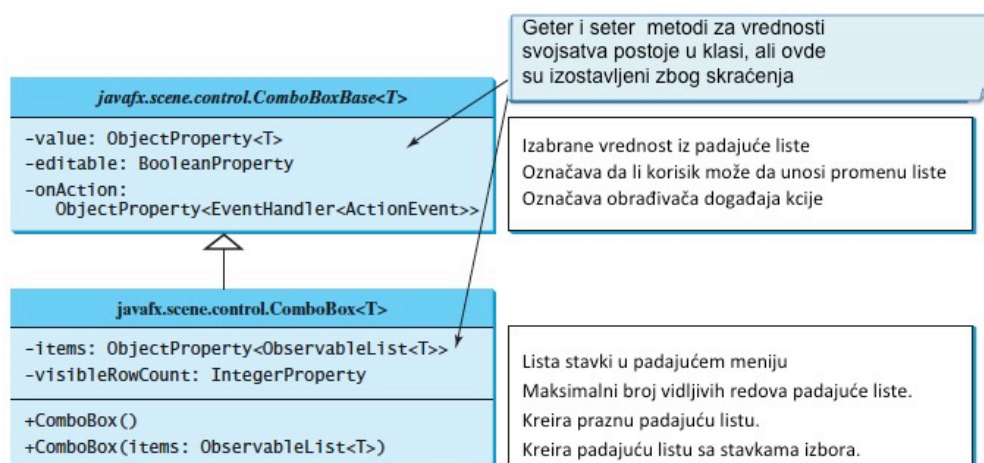 Geter i seter metodi za vrednosti
svojsatva postoje u klasi, ali ovde
su izostavljeni zbog skraćenja
javafx.scene.control.ComboBoxBase<T>
-value: ObjectProperty<T>
-editable: BooleanProperty
-onAction:
ObjectProperty<EventHandler<ActionEvent>>
Izabrane vrednost iz padajuće liste
Označava da li korisik može da unosi promenu liste
Označava obrađivača događaja kcije
javafx.scene.control.ComboBox<T>
-items: ObjectProperty<ObservableList<T>>
-visibleRowCount: IntegerProperty
+ComboBox()
+ComboBox(items: ObservableList<T>)
Lista stavki u padajućem meniju
Maksimalni broj vidljivih redova padajuće liste.
Kreira praznu padajuću listu.
Kreira padajuću listu sa stavkama izbora.